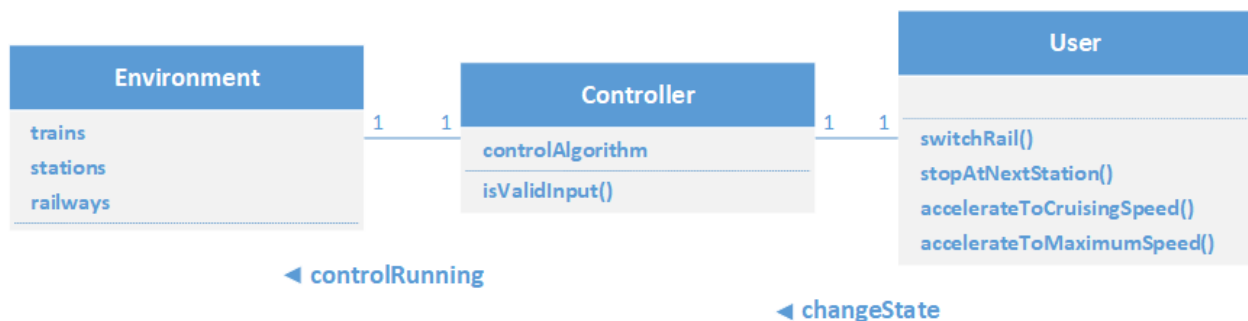 Environment
trains
stations
railways
1 1
Controller
controlAlgorithm
isValidInput()
1 1
User
switchRail()
stopAtNextStation()
accelerateToCruisingSpeed()
accelerateToMaximumSpeed()
◄ controlRunning
◄ changeState